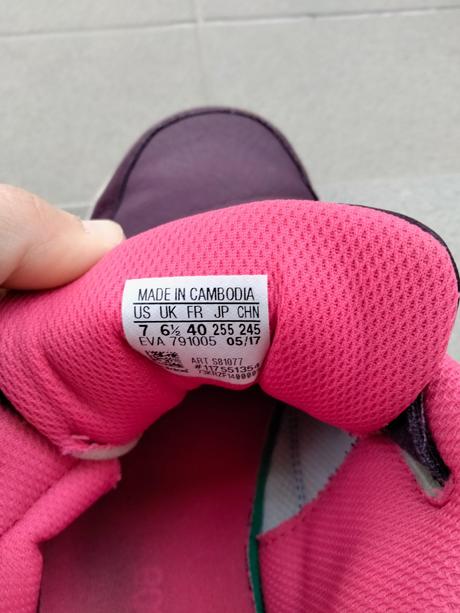 MADE IN CAMBODIA
US UK FR JP CHN
7 6½ 40 255 245
EVA 791005 05/17
ART S81077
#117551354